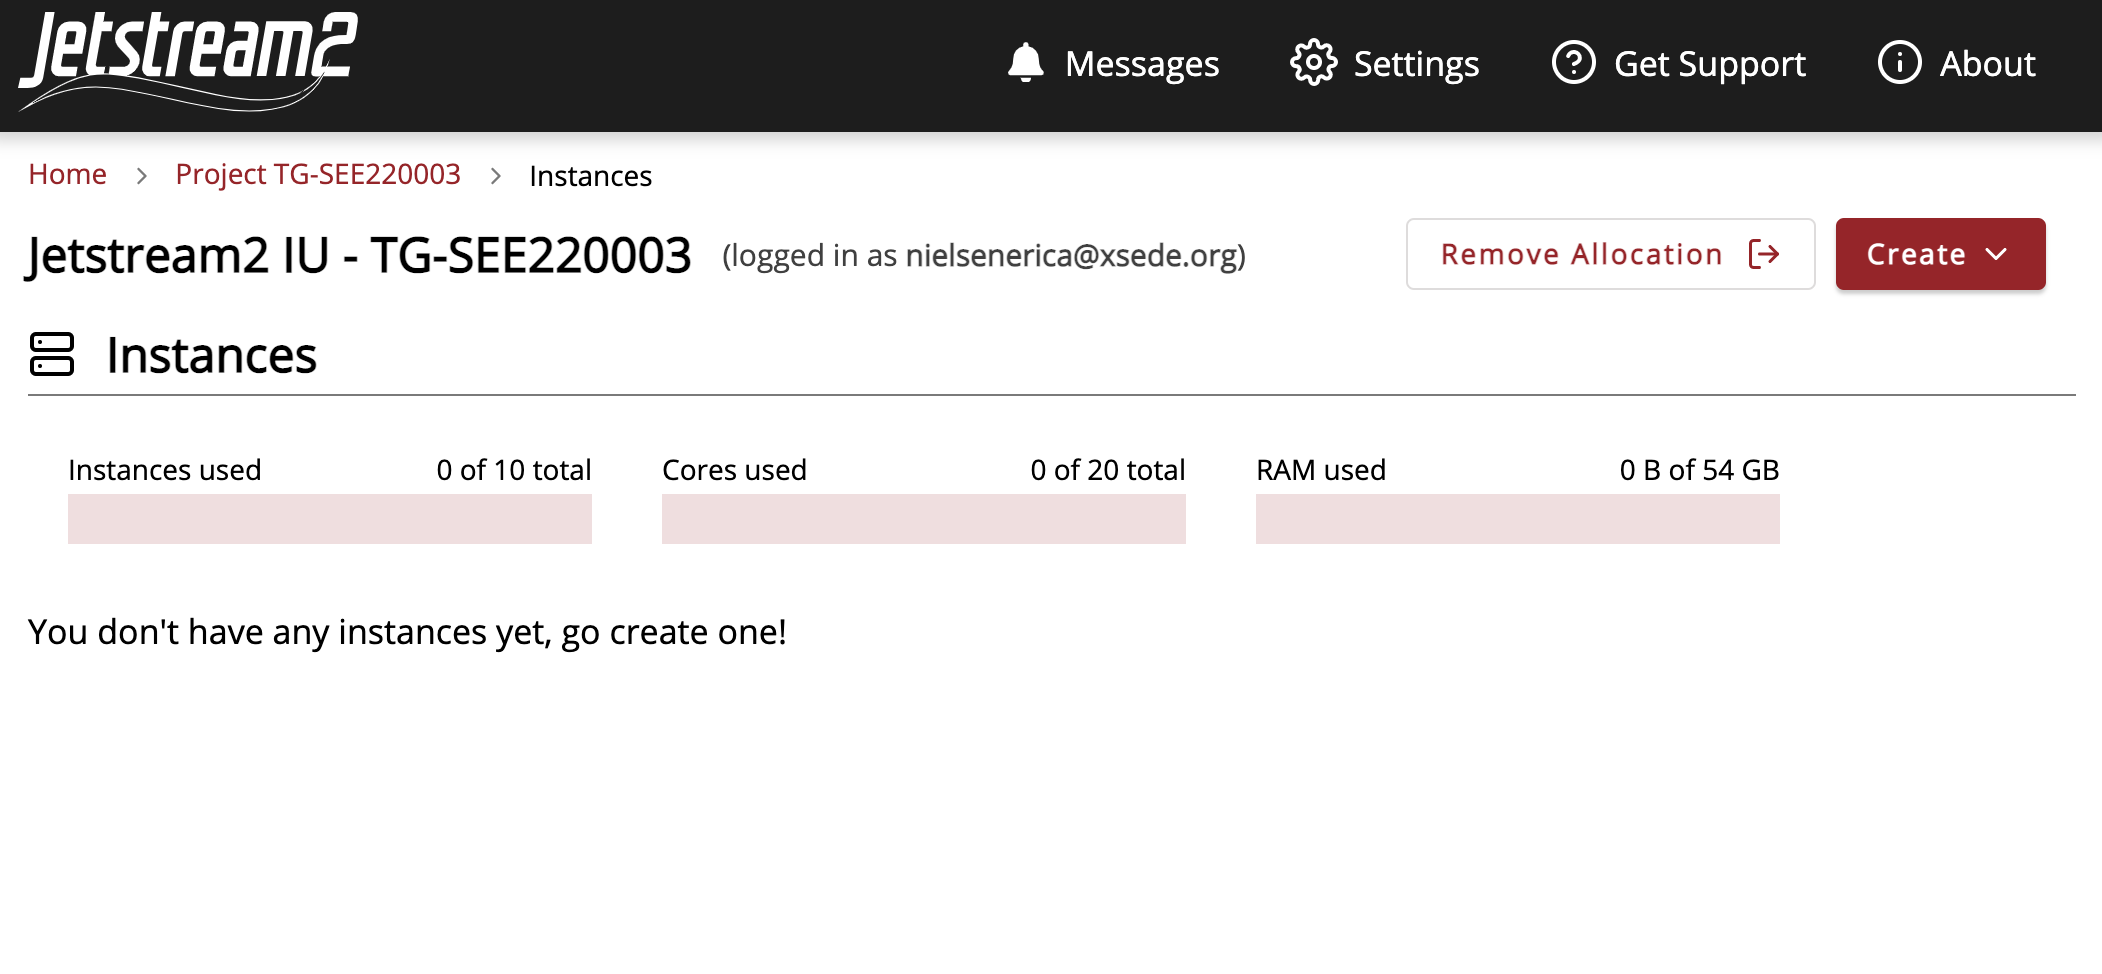 Jetstream2
Messages Settings Get Support About
Home > Project TG-SEE220003 > Instances
Jetstream2 IU - TG-SEE220003 (logged in as nielsenerica@xsede.org) Remove Allocation Create
Instances
Instances used 0 of 10 total Cores used 0 of 20 total RAM used 0 B of 54 GB
You don't have any instances yet, go create one!